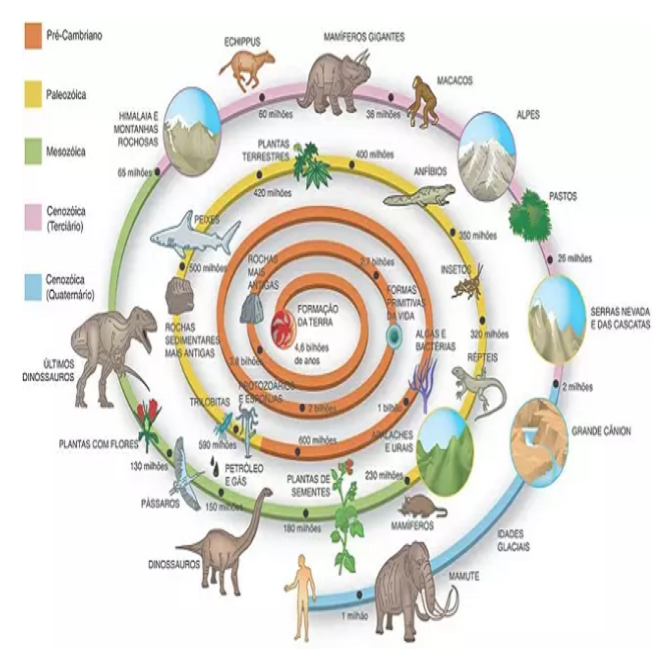 Pré-Cambriano
Paleozóica
Mesozóica
Cenozóica
(Terciário)
Cenozóica
(Quaternário)
ECHIPPUS
MAMÍFEROS GIGANTES
MACACOS
60 milhões
36 milhões
HIMALAIA E
MONTANHAS
ROCHOSAS
ALPES
65 milhões
PLANTAS
TERRESTRES
400 milhões
420 milhões
ANFÍBIOS
PASTOS
PEIXES
350 milhões
25 milhões
500 milhões
ROCHAS
MAIS
ANTIGAS
2,7 bilhões
INSETOS
FORMAS
PRIMITIVAS
DA VIDA
FORMAÇÃO
DA TERRA
SERRAS NEVADA
E DAS CASCATAS
ROCHAS
SEDIMENTARES
MAIS ANTIGAS
ALGAS E
BACTÉRIAS
320 milhões
4,6 bilhões
de anos
3,8 bilhões
RÉPTEIS
ÚLTIMOS
DINOSSAUROS
PROTOZOÁRIOS
E ESPONJAS
2 milhões
TRILOBITAS
2 bilhões
1 bilhão
GRANDE CÂNION
PLANTAS COM FLORES
590 milhões
600 milhões
APALACHES
E URAIS
130 milhões
PETRÓLEO
E GÁS
PLANTAS DE
SEMENTES
230 milhões
PÁSSAROS
150 milhões
180 milhões
MAMÍFEROS
IDADES
GLACIAIS
DINOSSAUROS
MAMUTE
1 milhão